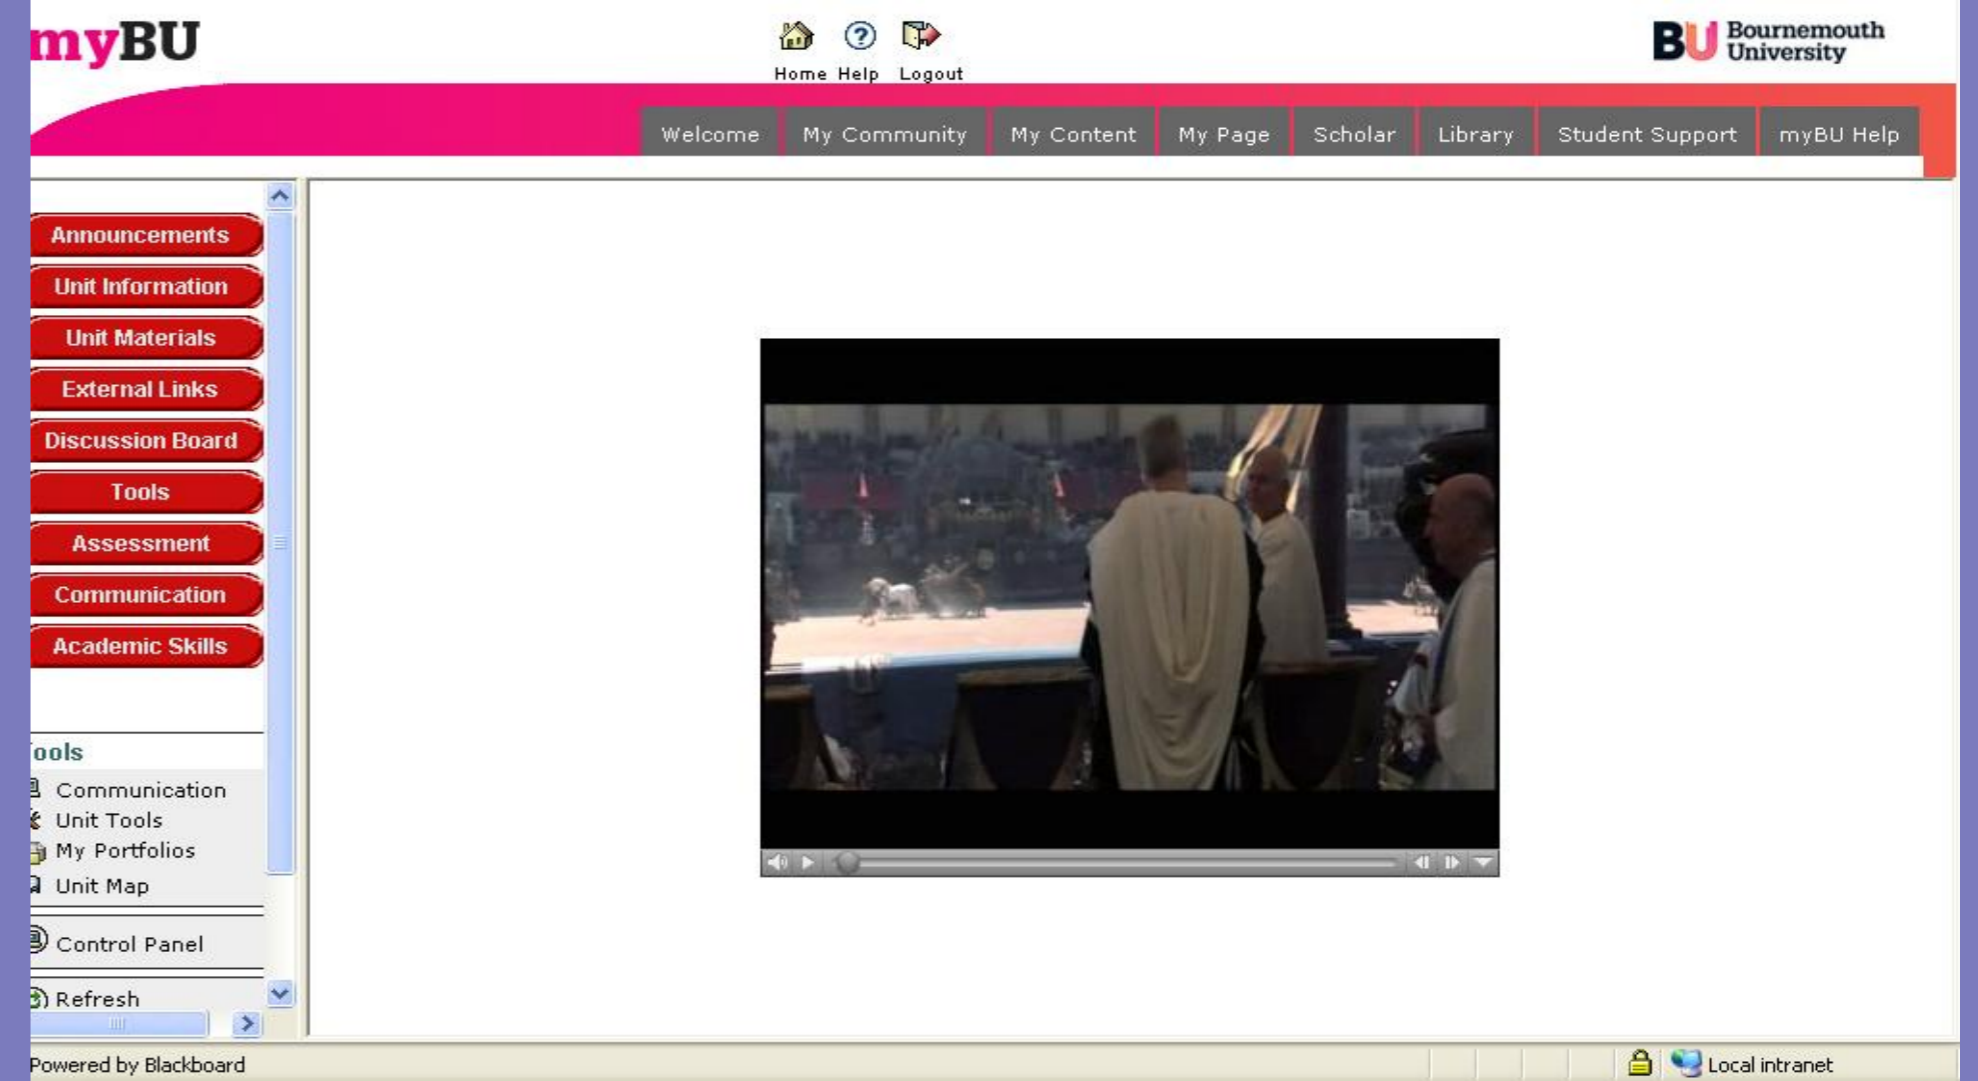 myBU
Home Help Logout
BU Bournemouth
University
Welcome My Community My Content My Page Scholar Library Student Support myBU Help
Announcements
Unit Information
Unit Materials
External Links
Discussion Board
Tools
Assessment
Communication
Academic Skills
ools
Communication
Unit Tools
My Portfolios
Unit Map
Control Panel
Refresh
Powered by Blackboard
Local intranet